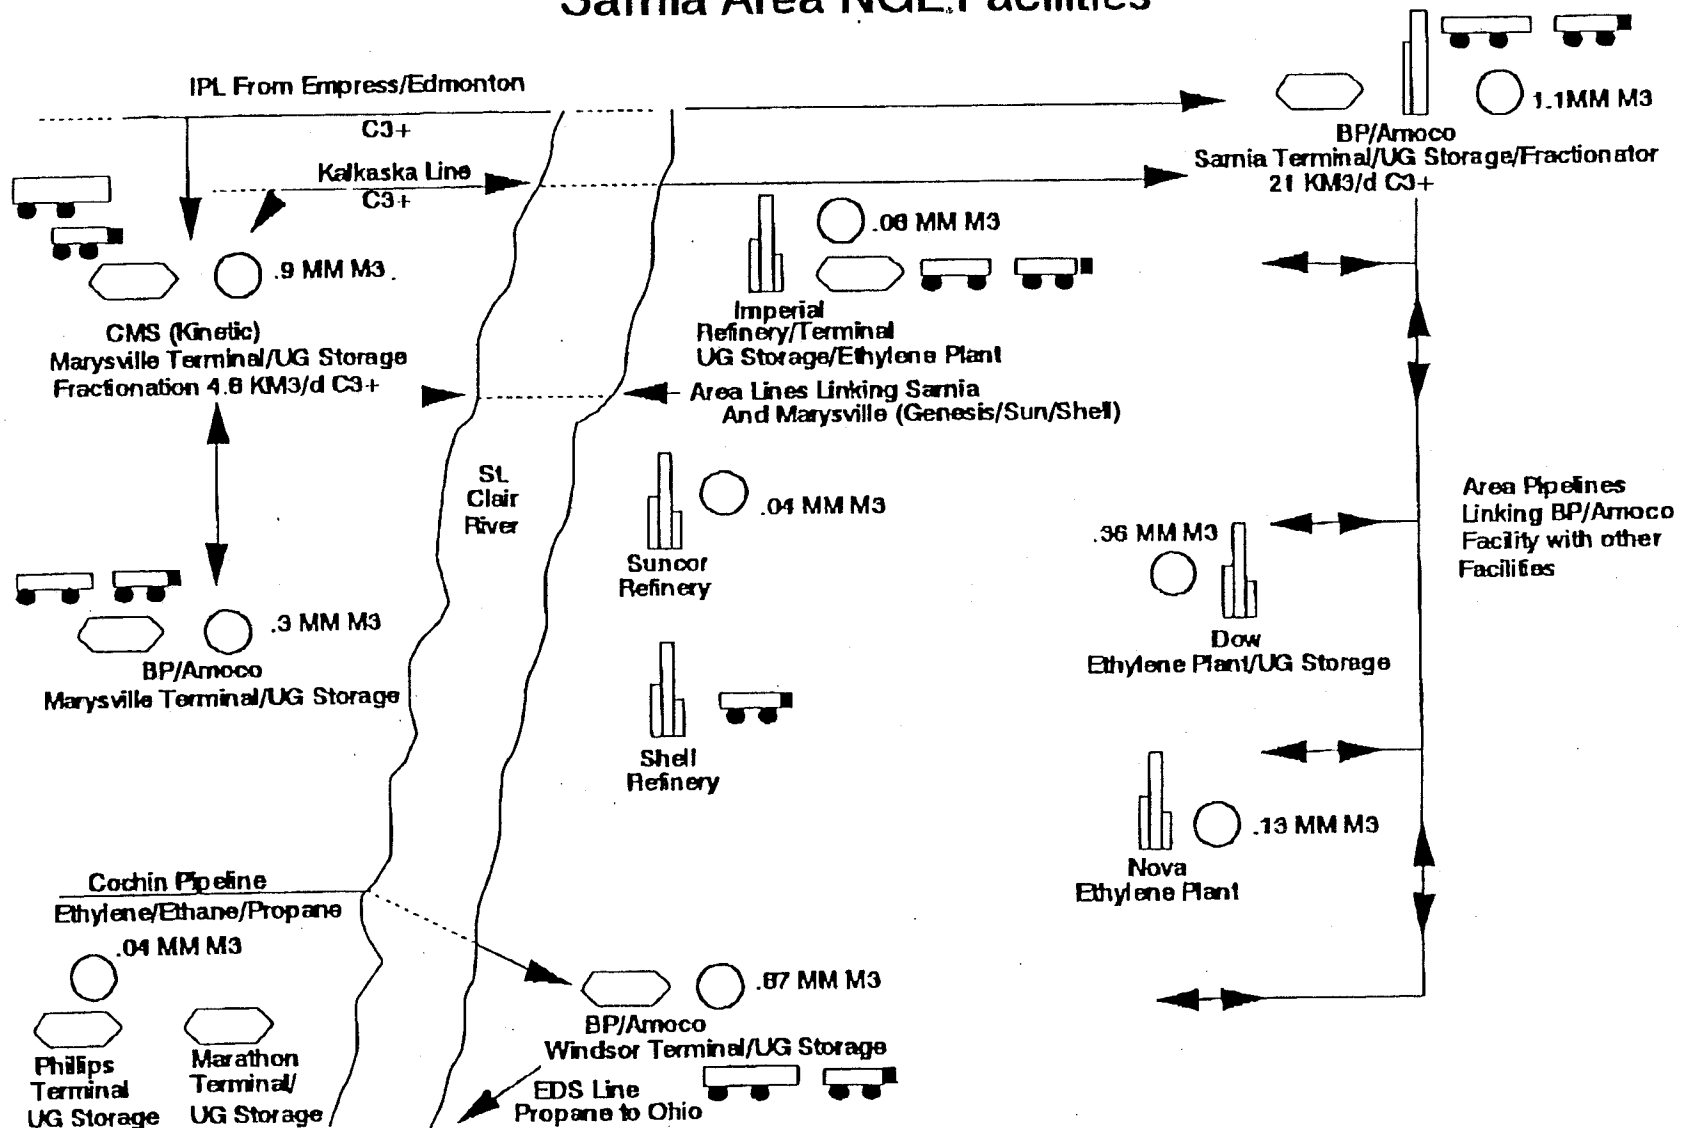 Sarnia Area NGL Facilities
IPL From Empress/Edmonton
C3+
Kalkaska Line
C3+
1.1MM M3
BP/Amoco
Sarnia Terminal/UG Storage/Fractionator
21 KM3/d C3+
.9 MM M3
CMS (Kinetic)
Marysville Terminal/UG Storage
Fractionation 4.8 KM3/d C3+
.06 MM M3
Imperial
Refinery/Terminal
UG Storage/Ethylene Plant
Area Lines Linking Sarnia
And Marysville (Genesis/Sun/Shell)
St.
Clair
River
.04 MM M3
Suncor
Refinery
Area Pipelines
Linking BP/Amoco
Facility with other
Facilities
.36 MM M3
Dow
Ethylene Plant/UG Storage
.3 MM M3
BP/Amoco
Marysville Terminal/UG Storage
Shell
Refinery
.13 MM M3
Nova
Ethylene Plant
Cochin Pipeline
Ethylene/Ethane/Propane
.04 MM M3
Phillips
Terminal
UG Storage
Marathon
Terminal/
UG Storage
.87 MM M3
BP/Amoco
Windsor Terminal/UG Storage
EDS Line
Propane to Ohio